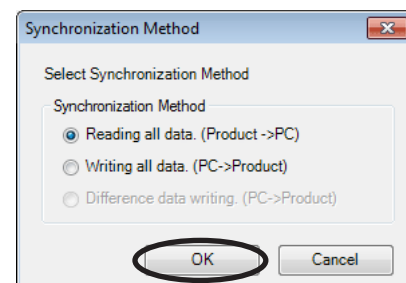 Synchronization Method
Select Synchronization Method
Synchronization Method
Reading all data. (Product ->PC)
Writing all data. (PC->Product)
Difference data writing. (PC->Product)
OK Cancel